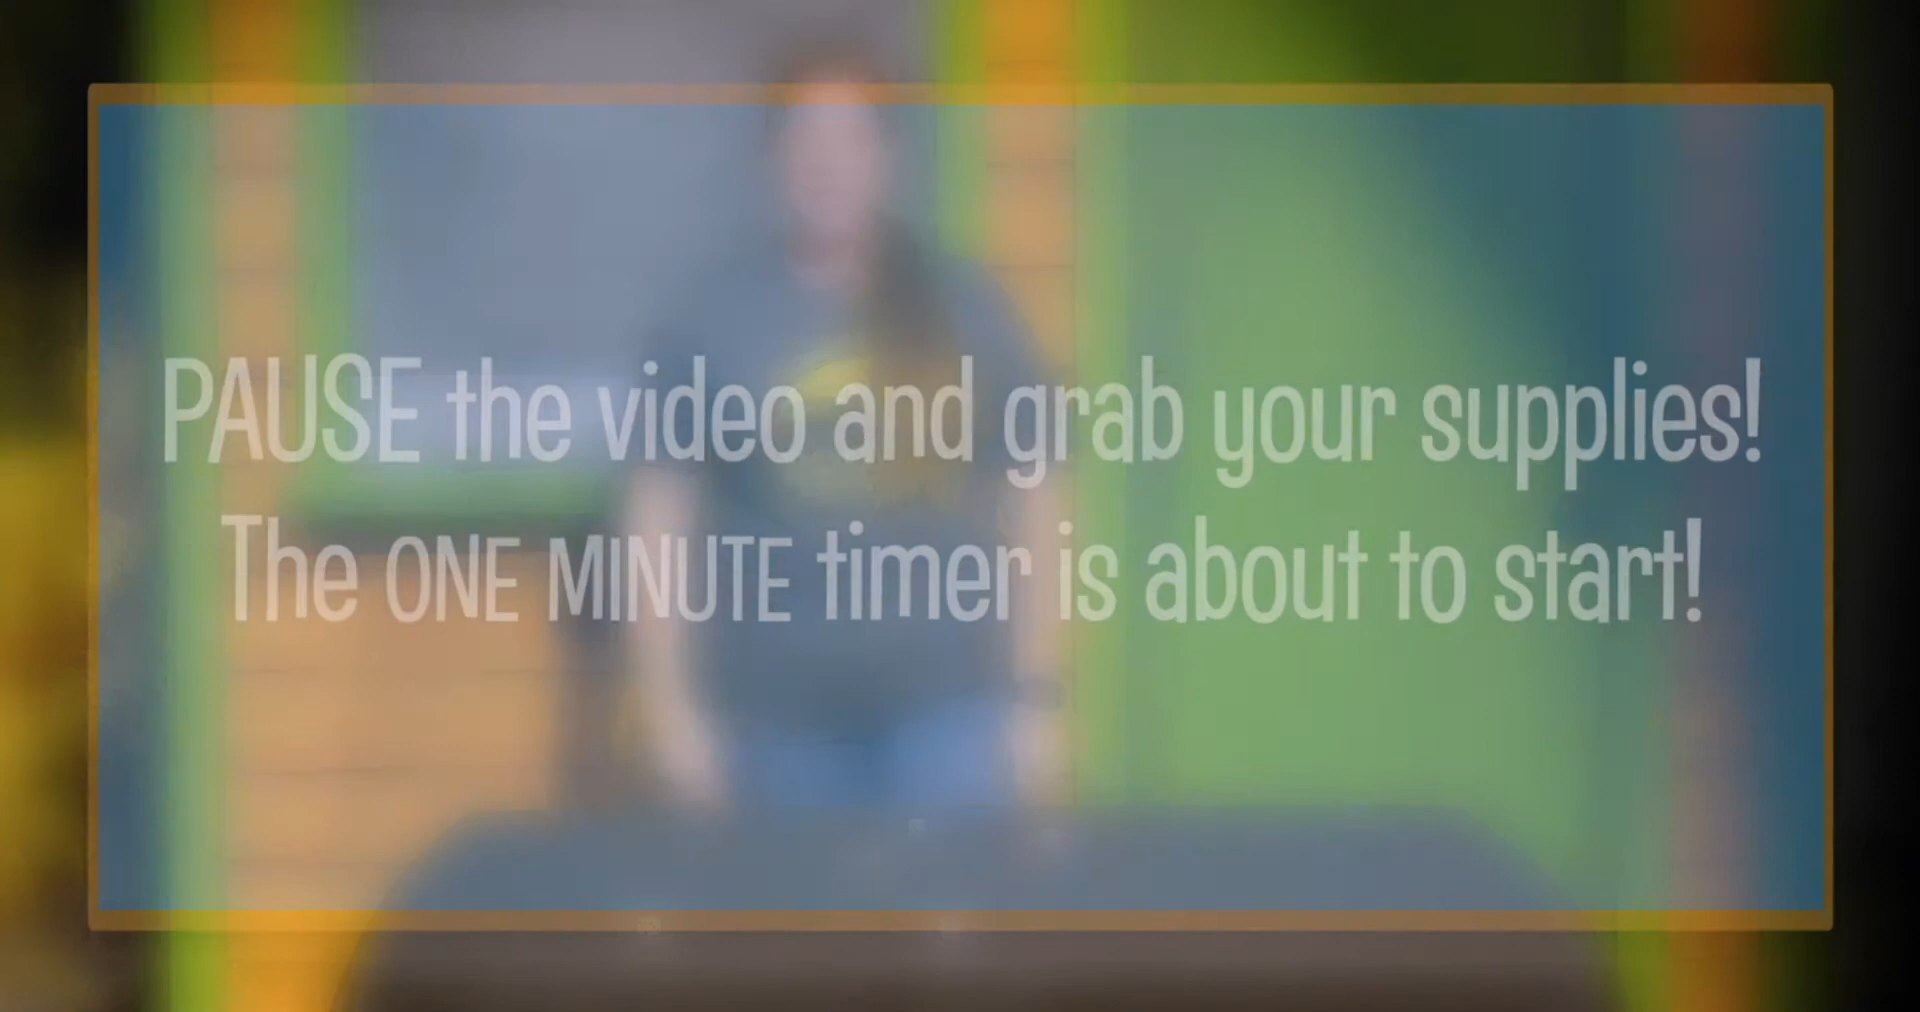 PAUSE the video and grab your supplies!
The ONE MINUTE timer is about to start!